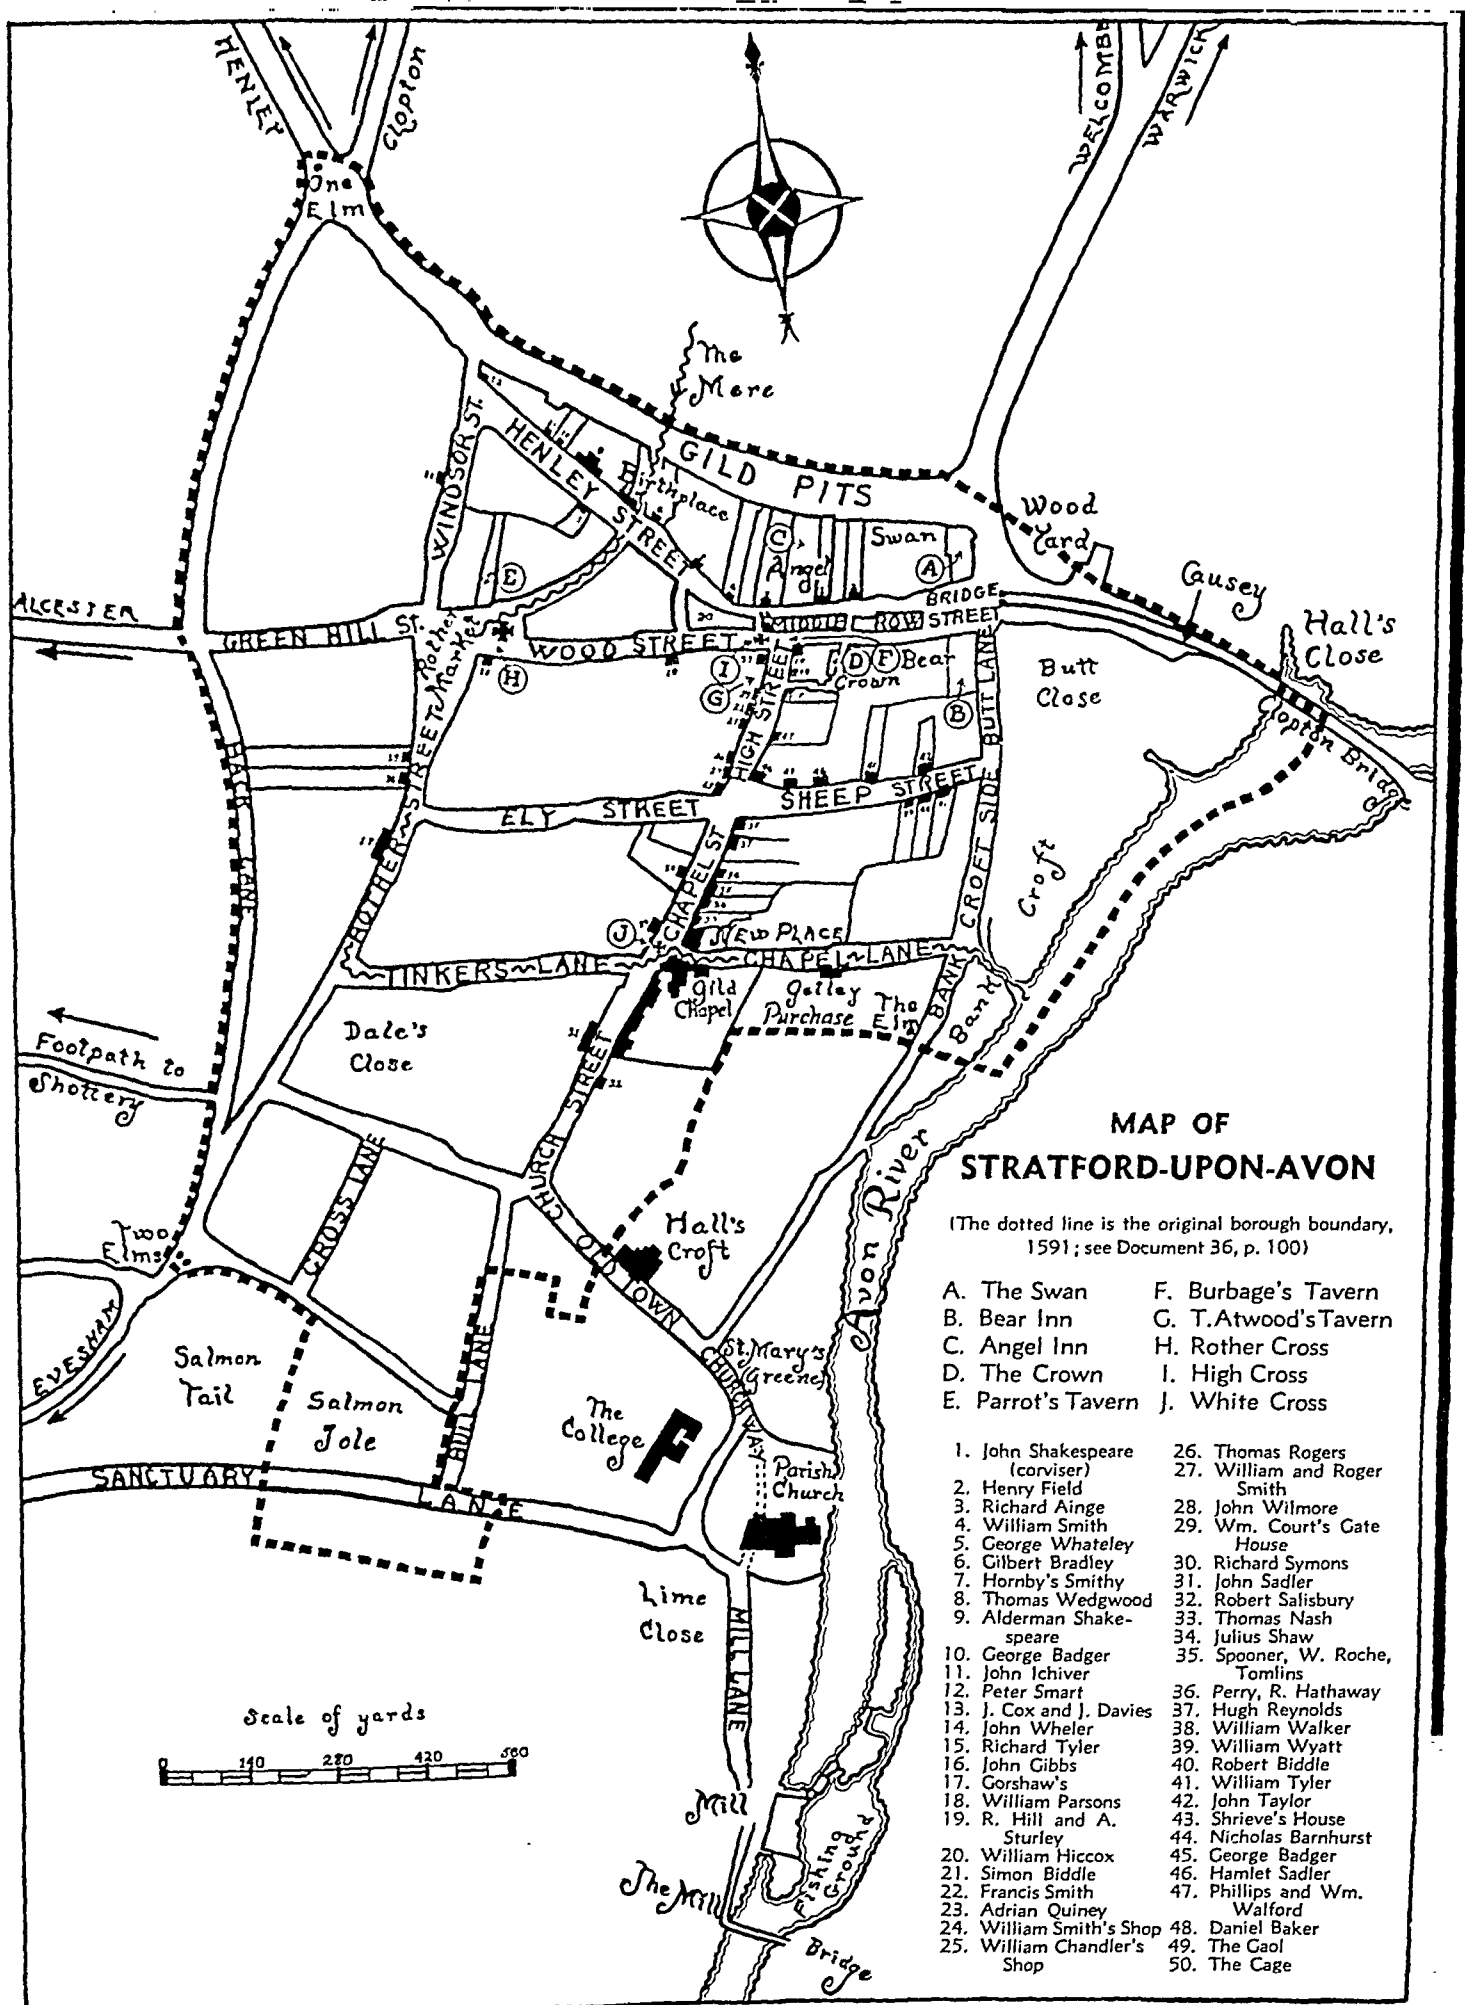 HENLEY
CLOPTON
WELCOMBE
WARWICK
One
Elm
The
Mere
GILD PITS
HENLEY STREET
Birthplace
WINDSOR ST.
Wood
Yard
C
Angel
Swan
A
E
Causey
Hall's
Close
ALCESTER
GREEN HILL ST.
Rother
Market
WOOD STREET
BRIDGE
MIDDLE ROW STREET
H
I
G
D
F
Bear
Crown
B
BUTT LANE
Butt
Close
Clopton Bridge
HIGH STREET
BACK LANE
ROTHER STREET
ELY STREET
SHEEP STREET
CROFT SIDE
Croft
CHAPEL ST
J
NEW PLACE
TINKERS LANE
CHAPEL LANE
Gild
Chapel
Getley
Purchase
The
Elm
BANK
CROFT
Bank
Dale's
Close
Footpath to
Shottery
CHURCH STREET
CROSS LANE
Two
Elms
CHURCH
OLD TOWN
Hall's
Croft
Avon River
EVESHAM
Salmon
Tail
Salmon
Jole
BULL LANE
The
College
St. Mary's
(Greene)
CHURCH WAY
Parish
Church
SANCTUARY
LANE
Lime
Close
MILL LANE
Mill
The Mill
Bridge
Fishing
Ground
Scale of yards
0 140 280 420 560
MAP OF
STRATFORD-UPON-AVON
(The dotted line is the original borough boundary,
1591; see Document 36, p. 100)
A. The Swan
B. Bear Inn
C. Angel Inn
D. The Crown
E. Parrot's Tavern
F. Burbage's Tavern
G. T. Atwood's Tavern
H. Rother Cross
I. High Cross
J. White Cross
1. John Shakespeare
(corviser)
2. Henry Field
3. Richard Ainge
4. William Smith
5. George Whateley
6. Gilbert Bradley
7. Hornby's Smithy
8. Thomas Wedgwood
9. Alderman Shake-
speare
10. George Badger
11. John Ichiver
12. Peter Smart
13. J. Cox and J. Davies
14. John Wheler
15. Richard Tyler
16. John Gibbs
17. Gorshaw's
18. William Parsons
19. R. Hill and A.
Sturley
20. William Hiccox
21. Simon Biddle
22. Francis Smith
23. Adrian Quiney
24. William Smith's Shop
25. William Chandler's
Shop
26. Thomas Rogers
27. William and Roger
Smith
28. John Wilmore
29. Wm. Court's Gate
House
30. Richard Symons
31. John Sadler
32. Robert Salisbury
33. Thomas Nash
34. Julius Shaw
35. Spooner, W. Roche,
Tomlins
36. Perry, R. Hathaway
37. Hugh Reynolds
38. William Walker
39. William Wyatt
40. Robert Biddle
41. William Tyler
42. John Taylor
43. Shrieve's House
44. Nicholas Barnhurst
45. George Badger
46. Hamlet Sadler
47. Phillips and Wm.
Walford
48. Daniel Baker
49. The Gaol
50. The Cage